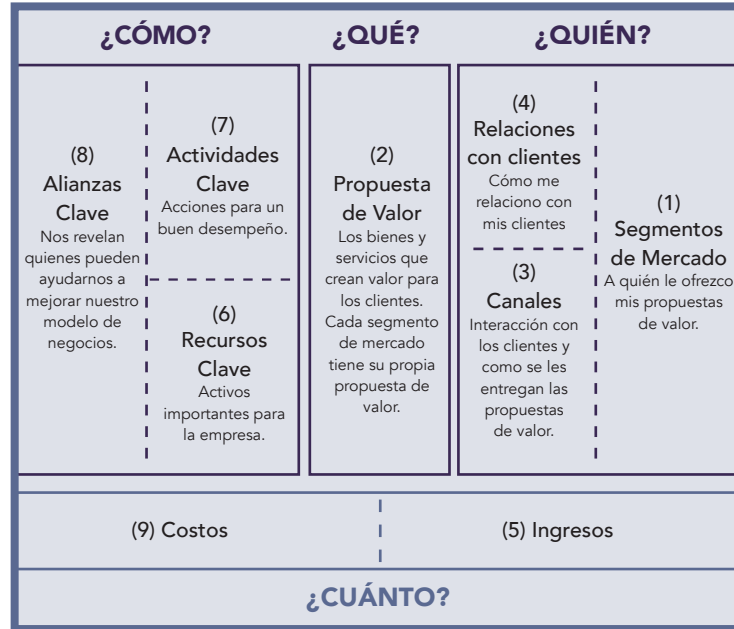 ¿CÓMO?
¿QUÉ?
¿QUIÉN?
(8)
Alianzas
Clave
Nos revelan
quienes pueden
ayudarnos a
mejorar nuestro
modelo de
negocios.
(7)
Actividades
Clave
Acciones para un
buen desempeño.
(6)
Recursos
Clave
Activos
importantes para
la empresa.
(2)
Propuesta
de Valor
Los bienes y
servicios que
crean valor para
los clientes.
Cada segmento
de mercado
tiene su propia
propuesta de
valor.
(4)
Relaciones
con clientes
Cómo me
relaciono con
mis clientes
(3)
Canales
Interacción con
los clientes y
como se les
entregan las
propuestas
de valor.
(1)
Segmentos
de Mercado
A quién le ofrezco
mis propuestas
de valor.
(9) Costos
(5) Ingresos
¿CUÁNTO?